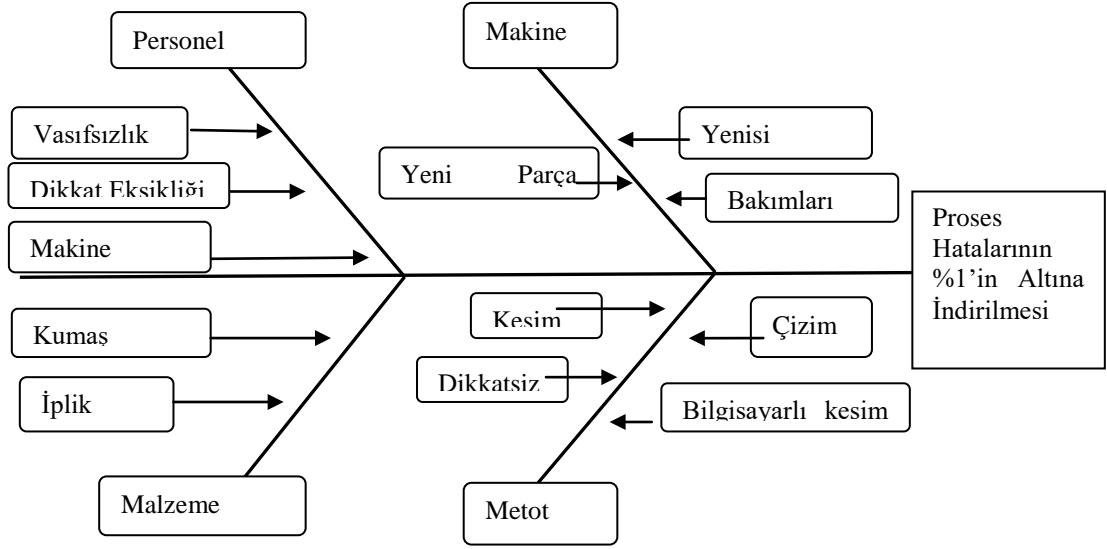 Personel
Makine
Vasıfsızlık
Yenisi
Yeni Parça
Dikkat Eksikliği
Bakımları
Makine
Proses
Hatalarının
%1’in Altına
İndirilmesi
Kesim
Çizim
Kumaş
Dikkatsiz
İplik
Bilgisayarlı kesim
Malzeme
Metot